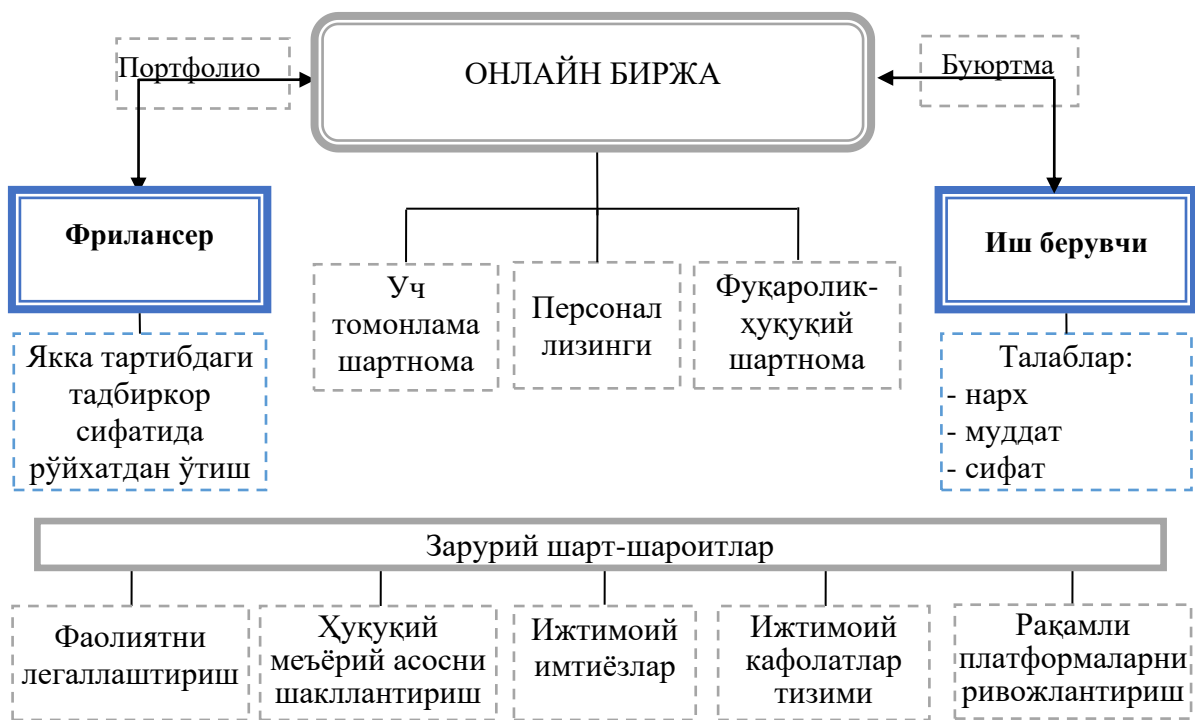 Портфолио
ОНЛАЙН БИРЖА
Буюртма
Фрилансер
Иш берувчи
Уч
томонлама
шартнома
Персонал
лизинги
Фуқаролик-
ҳуқуқий
шартнома
Якка тартибдаги
тадбиркор
сифатида
рўйхатдан ўтиш
Талаблар:
- нарх
- муддат
- сифат
Зарурий шарт-шароитлар
Фаолиятни
легаллаштириш
Ҳуқуқий
меъёрий асосни
шакллантириш
Ижтимоий
имтиёзлар
Ижтимоий
кафолатлар
тизими
Рақамли
платформаларни
ривожлантириш